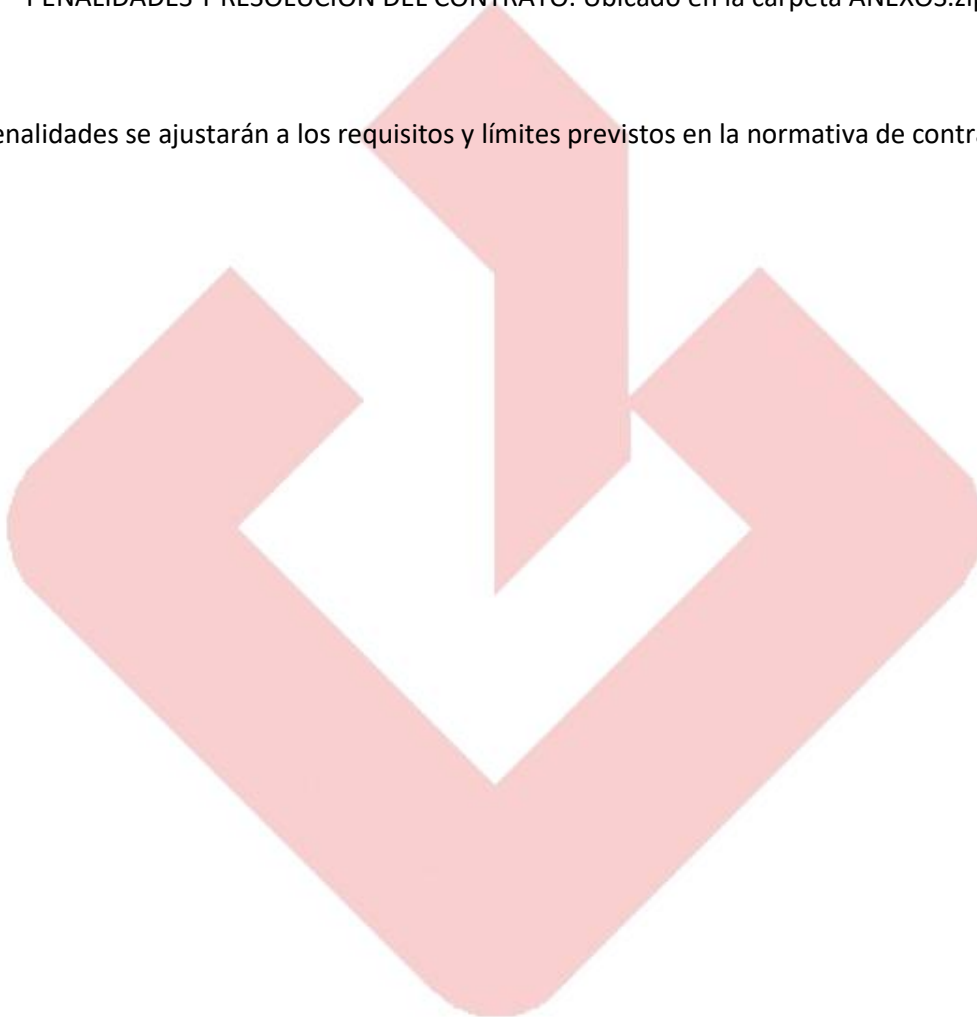 PENALIDADES Y RESOLUCIÓN DEL CONTRATO. Ubicado en la carpeta ANEXOS.zip
enalidades se ajustarán a los requisitos y límites previstos en la normativa de contra